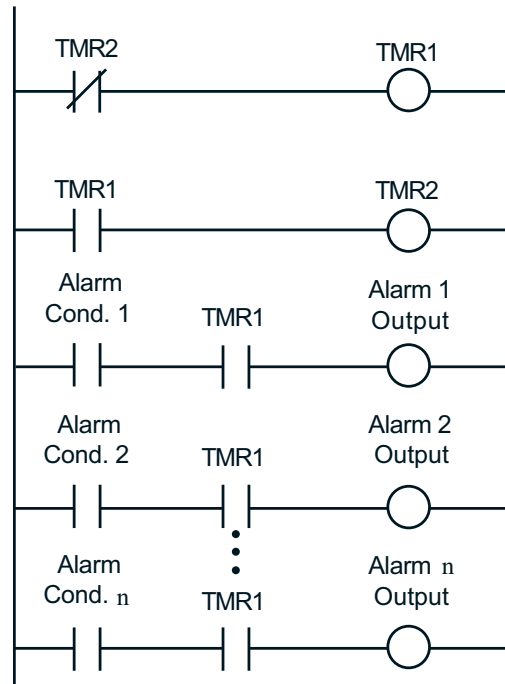 TMR2 TMR1
TMR1 TMR2
Alarm
Cond. 1
TMR1
Alarm 1
Output
Alarm
Cond. 2
TMR1
Alarm 2
Output
Alarm
Cond. n
TMR1
Alarm n
Output